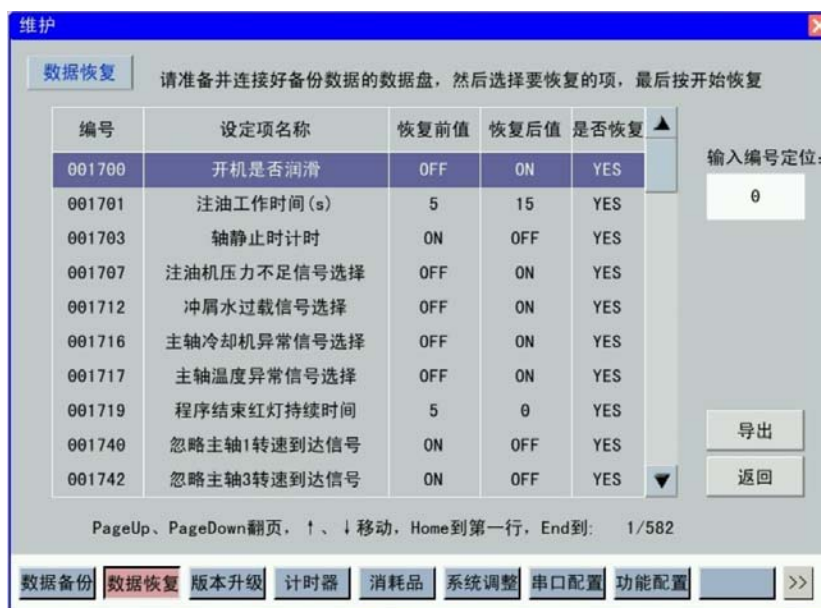 维护
数据恢复 请准备并连接好备份数据的数据盘，然后选择要恢复的项，最后按开始恢复
编号 设定项名称 恢复前值 恢复后值 是否恢复
001700 开机是否润滑 OFF ON YES
001701 注油工作时间(s) 5 15 YES
001703 轴静止时计时 ON OFF YES
001707 注油机压力不足信号选择 OFF ON YES
001712 冲屑水过载信号选择 OFF ON YES
001716 主轴冷却机异常信号选择 OFF ON YES
001717 主轴温度异常信号选择 OFF ON YES
001719 程序结束红灯持续时间 5 0 YES
001740 忽略主轴1转速到达信号 ON OFF YES
001742 忽略主轴3转速到达信号 ON OFF YES
输入编号定位:
0
导出
返回
PageUp、PageDown翻页，↑、↓移动，Home到第一行，End到: 1/582
数据备份 数据恢复 版本升级 计时器 消耗品 系统调整 串口配置 功能配置 >>